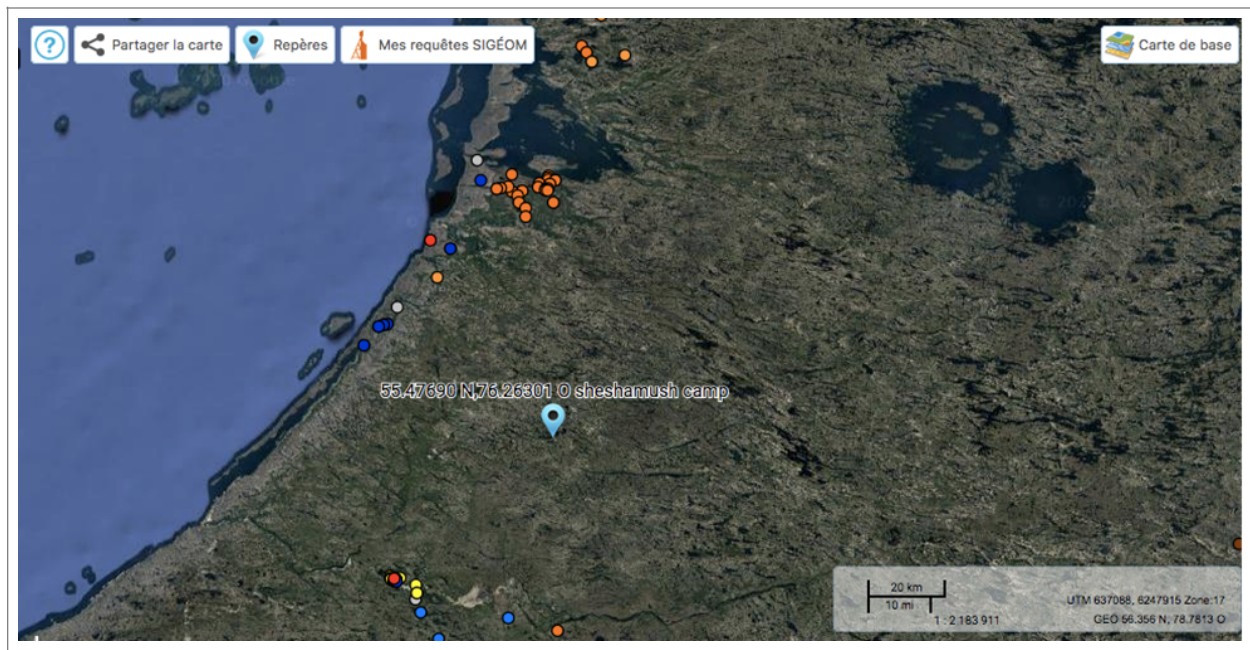 ?
Partager la carte
Repères
Mes requêtes SIGÉOM
Carte de base
55.47690 N,76.26301 O sheshamush camp
20 km
10 mi
1 : 2 183 911
UTM 637088, 6247915 Zone:17
GEO 56.356 N, 78.7813 O